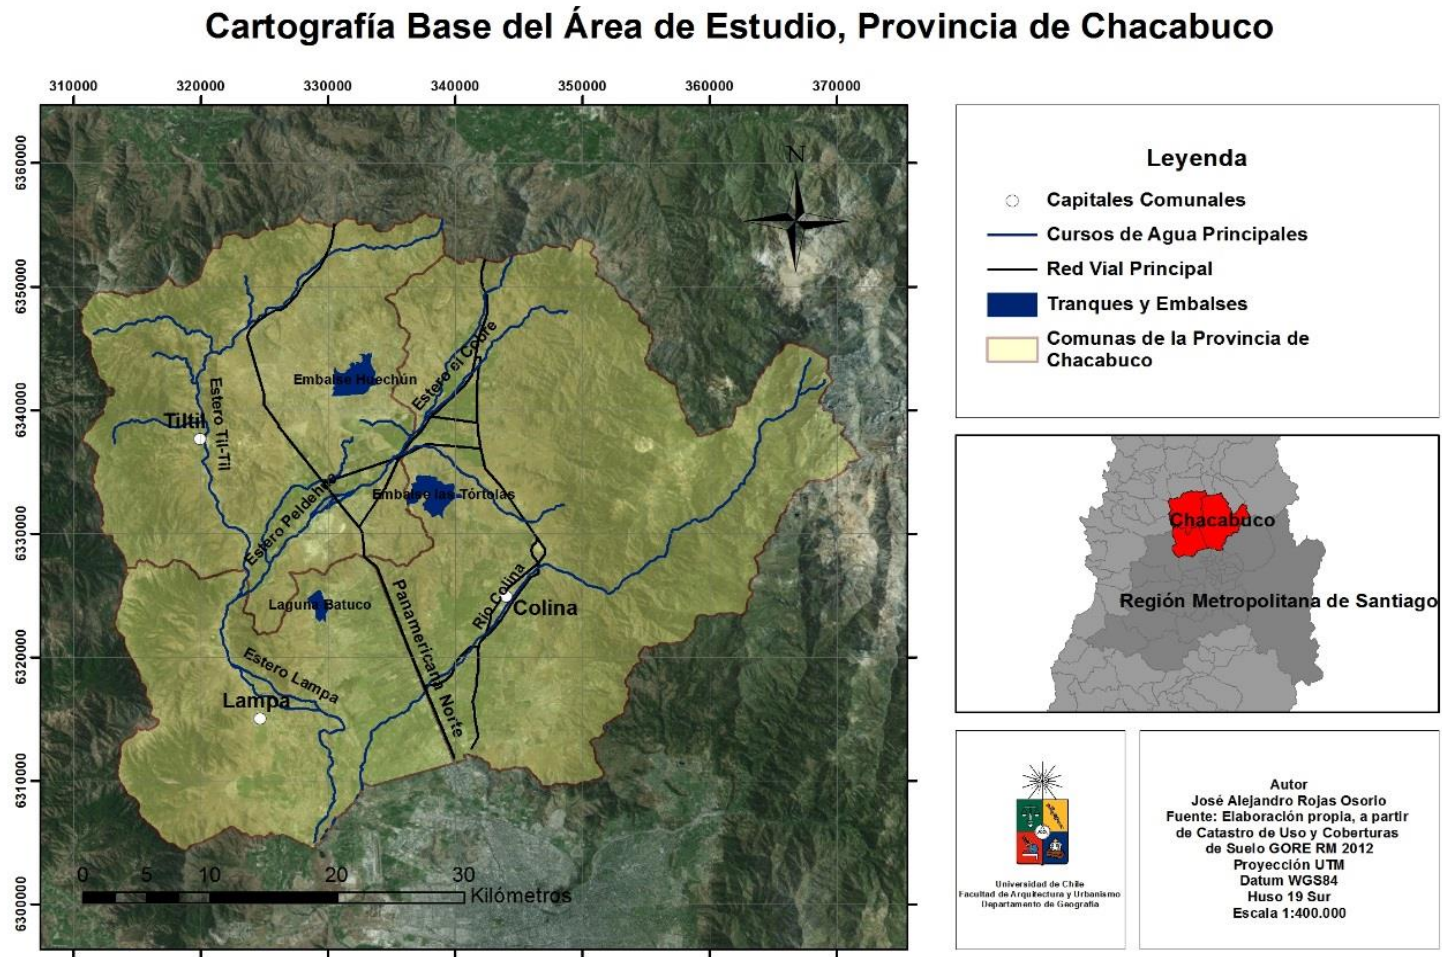 Cartografía Base del Área de Estudio, Provincia de Chacabuco
310000 320000 330000 340000 350000 360000 370000
6360000
6350000
6340000
6330000
6320000
6310000
6300000
N
Estero el Cobre
Embalse Huechún
Tiltil
Estero Til-Til
Embalse las Tórtolas
Estero Peldehue
Laguna Batuco
Río Colina
Colina
Panamericana Norte
Estero Lampa
Lampa
0 5 10 20 30
Kilómetros
Leyenda
Capitales Comunales
Cursos de Agua Principales
Red Vial Principal
Tranques y Embalses
Comunas de la Provincia de
Chacabuco
Chacabuco
Región Metropolitana de Santiago
Universidad de Chile
Facultad de Arquitectura y Urbanismo
Departamento de Geografía
Autor
José Alejandro Rojas Osorio
Fuente: Elaboración propia, a partir
de Catastro de Uso y Coberturas
de Suelo GORE RM 2012
Proyección UTM
Datum WGS84
Huso 19 Sur
Escala 1:400.000